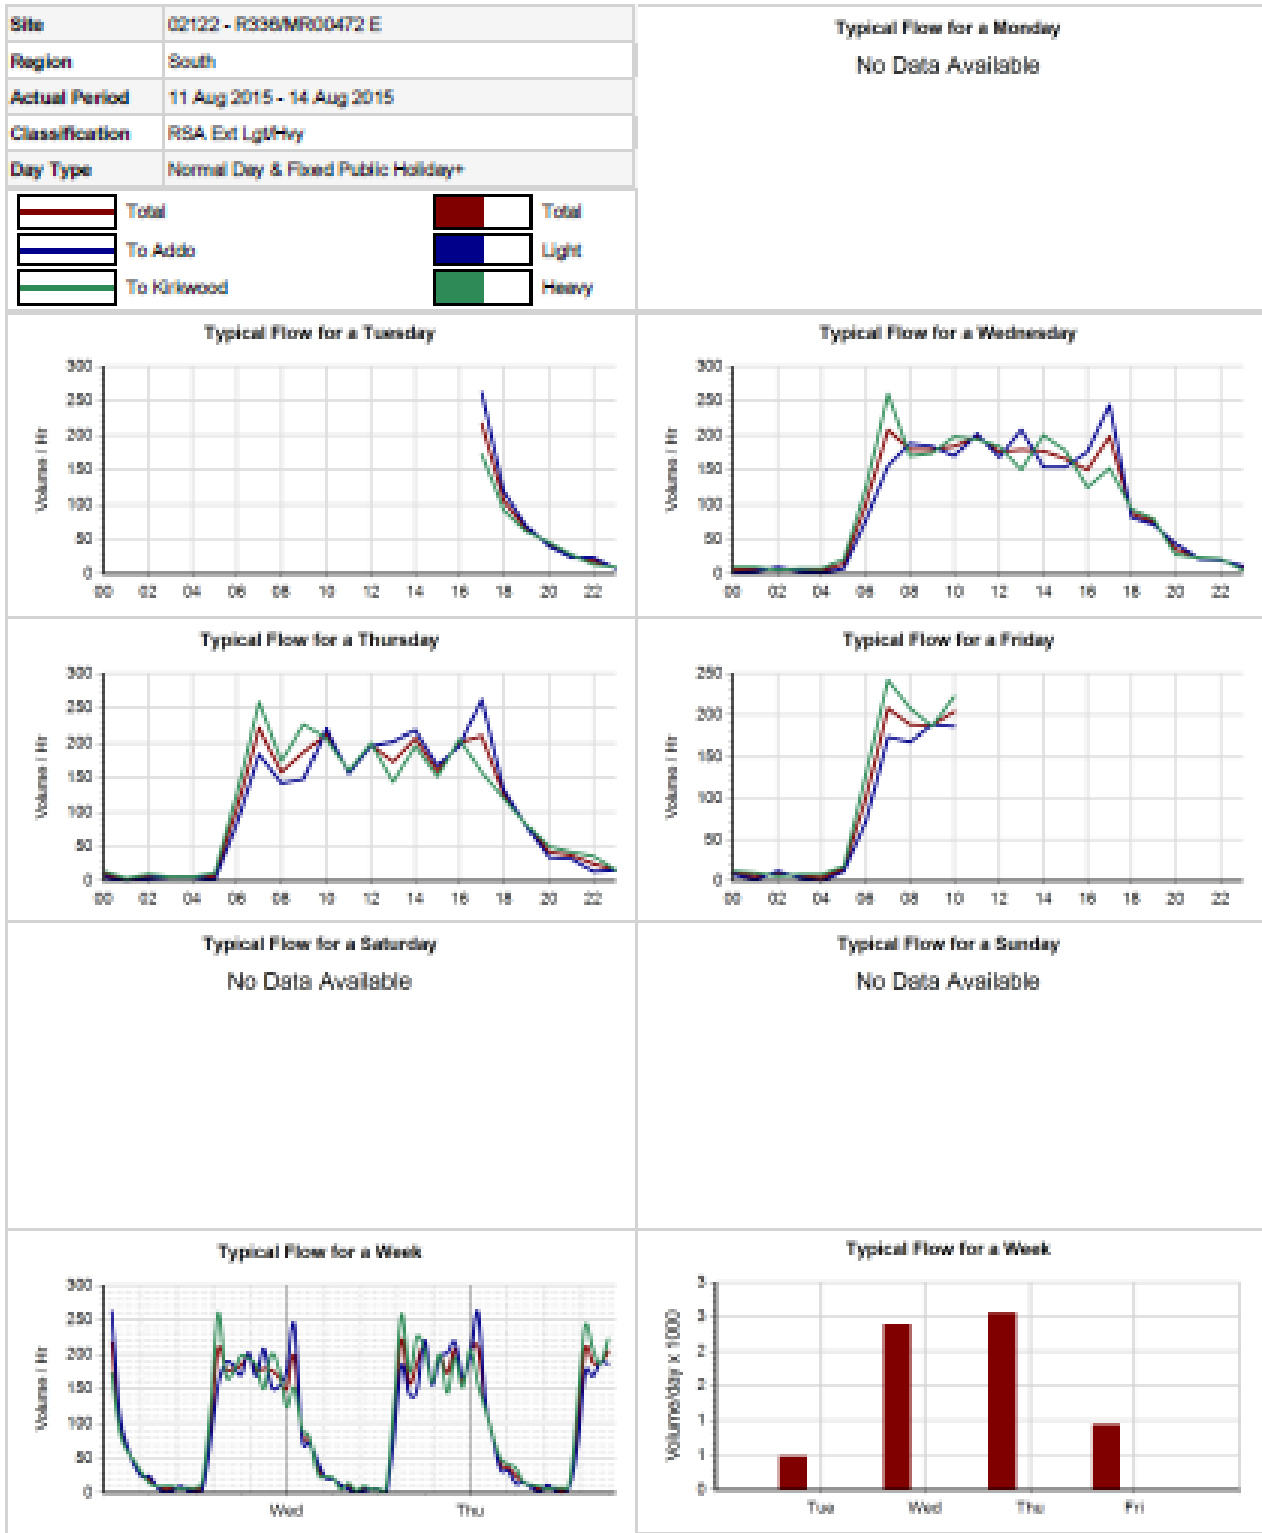 Site 02122 - R336/MR00472 E
Region South
Actual Period 11 Aug 2015 - 14 Aug 2015
Classification RSA Ext Lgt/Hvy
Day Type Normal Day & Fixed Public Holiday+
Total Total
To Addo Light
To Kirkwood Heavy
Typical Flow for a Monday
No Data Available
Typical Flow for a Tuesday
Volume / Hr
300
250
200
150
100
50
0
00 02 04 06 08 10 12 14 16 18 20 22
Typical Flow for a Wednesday
Volume / Hr
300
250
200
150
100
50
0
00 02 04 06 08 10 12 14 16 18 20 22
Typical Flow for a Thursday
Volume / Hr
300
250
200
150
100
50
0
00 02 04 06 08 10 12 14 16 18 20 22
Typical Flow for a Friday
Volume / Hr
250
200
150
100
50
0
00 02 04 06 08 10 12 14 16 18 20 22
Typical Flow for a Saturday
No Data Available
Typical Flow for a Sunday
No Data Available
Typical Flow for a Week
Volume / Hr
300
250
200
150
100
50
0
Wed Thu
Typical Flow for a Week
Volume/day x 1000
3
3
2
2
1
1
0
Tue Wed Thu Fri